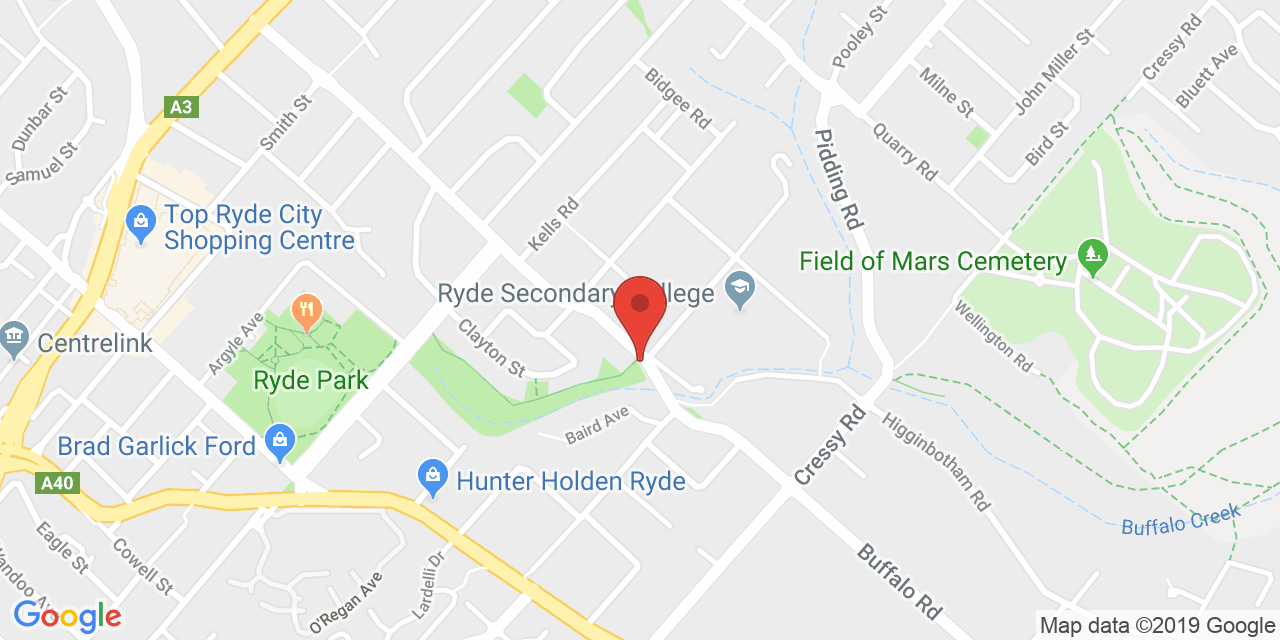 Pooley St
Cressy Rd
John Miller St
Bluett Ave
Milne St
Bidgee Rd
A3
Smith St
Dunbar St
Samuel St
Quarry Rd
Bird St
Pidding Rd
Top Ryde City
Shopping Centre
Kells Rd
Field of Mars Cemetery
Ryde Secondary
llege
Argyle Ave
Clayton St
Wellington Rd
Centrelink
Ryde Park
Baird Ave
Brad Garlick Ford
Cressy Rd
Higginbotham Rd
A40
Hunter Holden Ryde
Buffalo Creek
Eagle St
Cowell St
Lardelli Dr
O'Regan Ave
Buffalo Rd
Google
Map data ©2019 Google